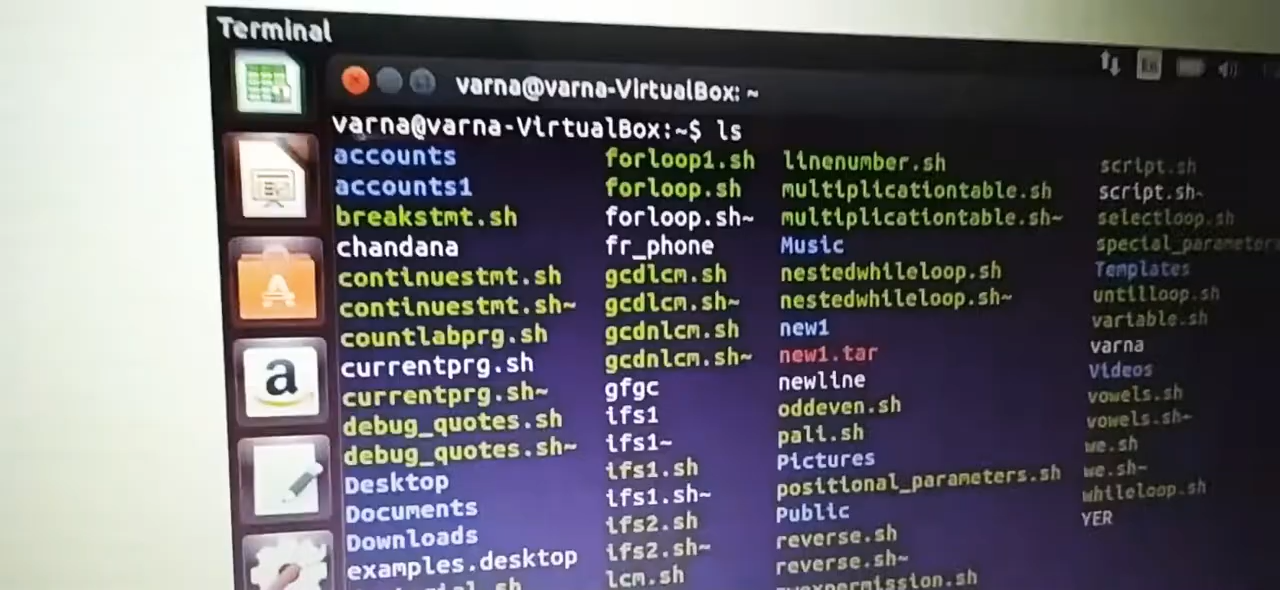 Terminal
varna@varna-VirtualBox: ~
varna@varna-VirtualBox:~$ ls
accounts forloop1.sh linenumber.sh script.sh
accounts1 forloop.sh multiplicationtable.sh script.sh~
breakstmt.sh forloop.sh~ multiplicationtable.sh~ selectloop.sh
chandana fr_phone Music special_parameter
continuestmt.sh gcdlcm.sh nestedwhileloop.sh Templates
continuestmt.sh~ gcdlcm.sh~ nestedwhileloop.sh~ untilloop.sh
countlabprg.sh gcdnlcm.sh new1 variable.sh
currentprg.sh gcdnlcm.sh~ new1.tar varna
currentprg.sh~ gfgc newline Videos
debug_quotes.sh ifs1 oddeven.sh vowels.sh
debug_quotes.sh~ ifs1~ pali.sh vowels.sh~
Desktop ifs1.sh Pictures we.sh
Documents ifs1.sh~ positional_parameters.sh we.sh~
Downloads ifs2.sh Public whileloop.sh
examples.desktop ifs2.sh~ reverse.sh YER
lcm.sh reverse.sh~